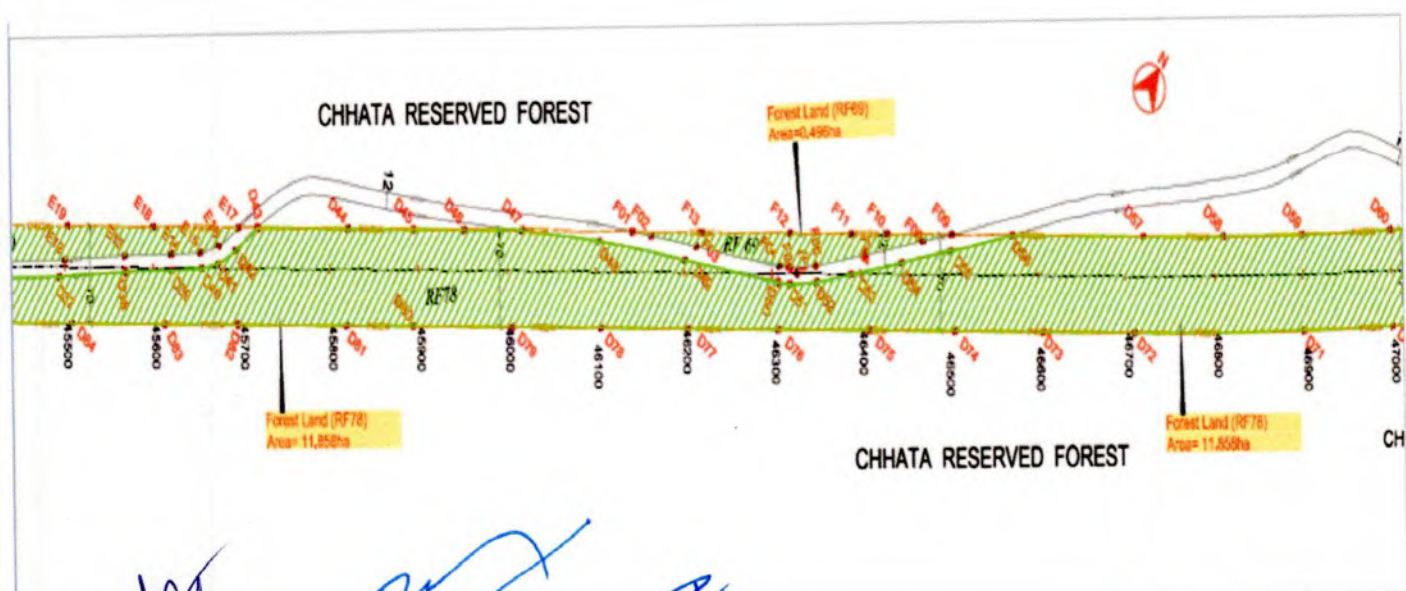 N
CHHATA RESERVED FOREST
Forest Land (RF69)
Area=0.496ha
12
E19
E18
E17
D43
D44
D45
D46
D47
F01
F02
F13
F12
F11
F10
F09
D57
D58
D59
D60
RF 69
F03
RF78
D84
D83
D82
D81
D79
D78
D77
D76
D75
D74
D73
D72
D71
45500
45600
45700
45800
45900
46000
46100
46200
46300
46400
46500
46600
46700
46800
46900
47000
Forest Land (RF78)
Area= 11.858ha
Forest Land (RF78)
Area= 11.858ha
CHHATA RESERVED FOREST
CH